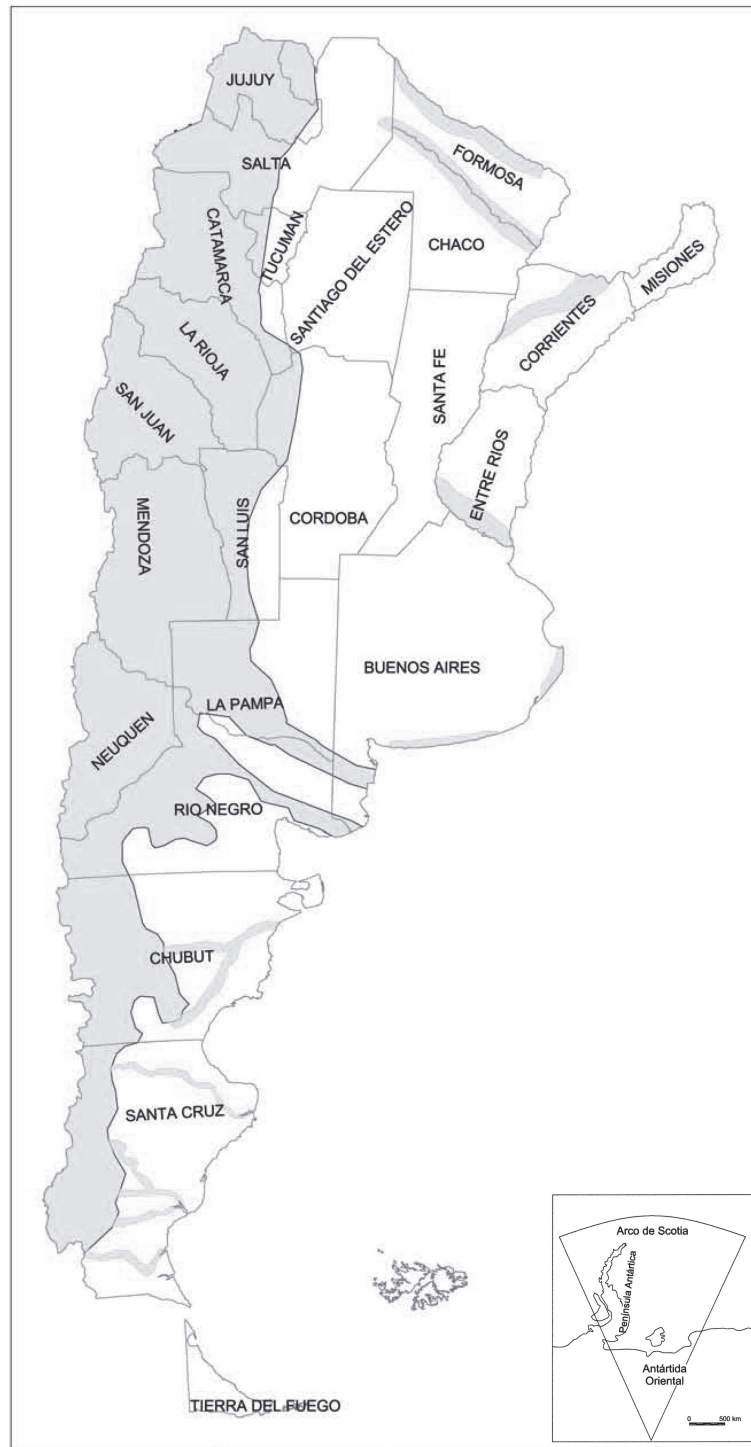 JUJUY
SALTA
FORMOSA
CATAMARCA
TUCUMAN
SANTIAGO DEL ESTERO
CHACO
MISIONES
CORRIENTES
LA RIOJA
SANTA FE
SAN JUAN
ENTRE RIOS
MENDOZA
SAN LUIS
CORDOBA
BUENOS AIRES
LA PAMPA
NEUQUEN
RIO NEGRO
CHUBUT
SANTA CRUZ
TIERRA DEL FUEGO
Arco de Scotia
Península Antártica
Antártida
Oriental
0 500 km